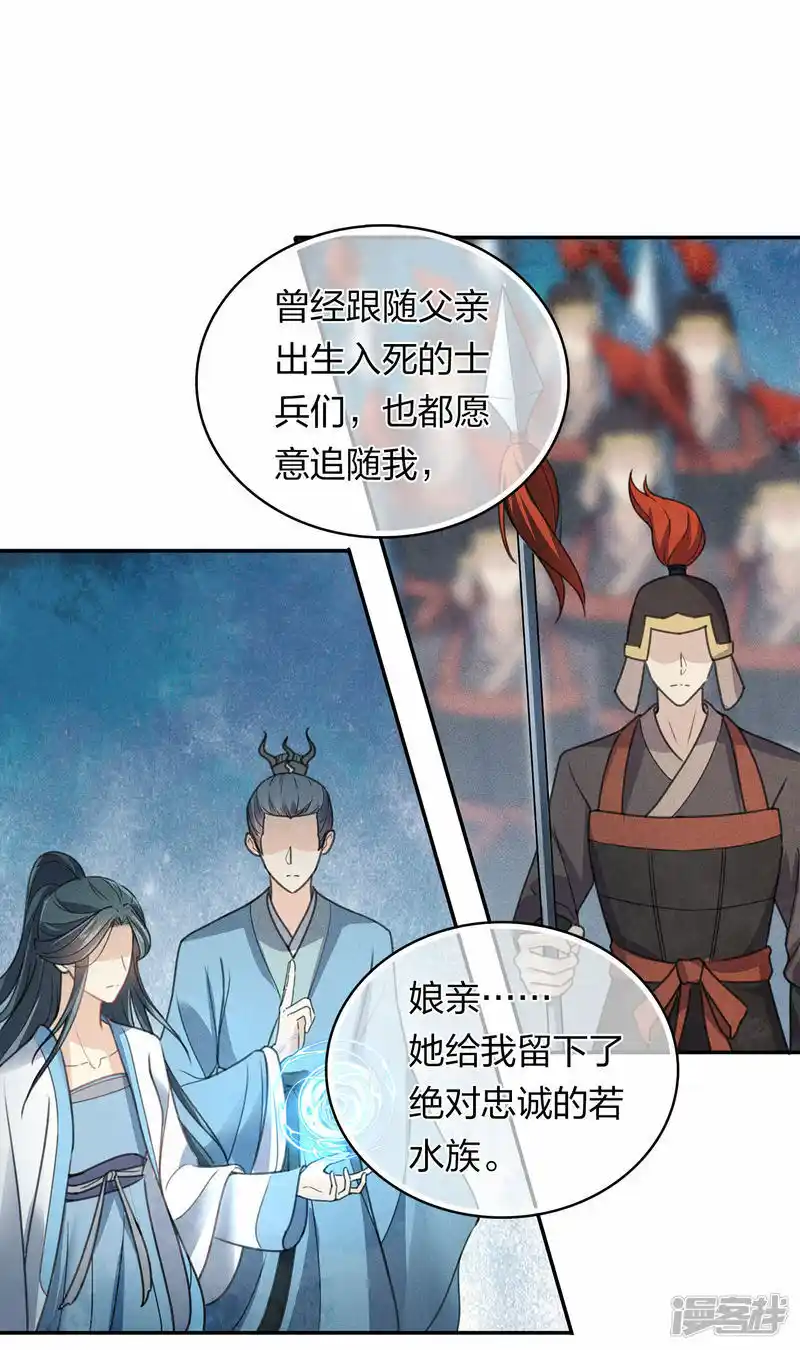 曾经跟随父亲
出生入死的士
兵们，也都愿
意追随我，
娘亲……
她给我留下了
绝对忠诚的若
水族。
漫客栈